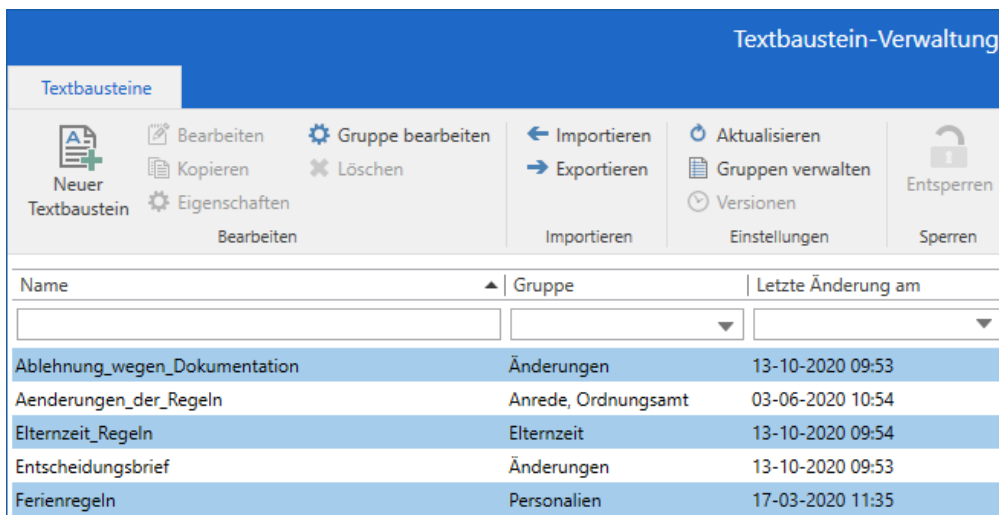 Textbaustein-Verwaltung
Textbausteine
Neuer Textbaustein
Bearbeiten
Kopieren
Eigenschaften
Gruppe bearbeiten
Löschen
Bearbeiten
Importieren
Exportieren
Importieren
Aktualisieren
Gruppen verwalten
Versionen
Einstellungen
Entsperren
Sperren
Name Gruppe Letzte Änderung am
Ablehnung_wegen_Dokumentation Änderungen 13-10-2020 09:53
Aenderungen_der_Regeln Anrede, Ordnungsamt 03-06-2020 10:54
Elternzeit_Regeln Elternzeit 13-10-2020 09:54
Entscheidungsbrief Änderungen 13-10-2020 09:53
Ferienregeln Personalien 17-03-2020 11:35